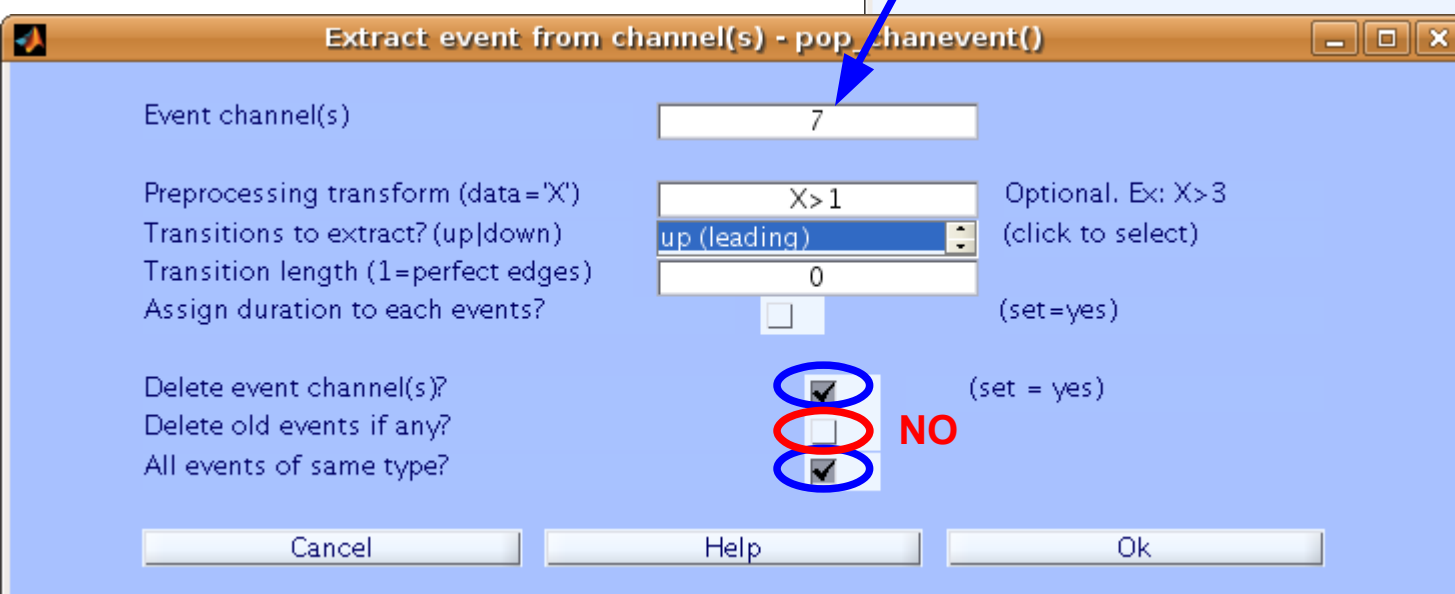 Extract event from channel(s) - pop_chanevent()
Event channel(s) 7
Preprocessing transform (data='X') X>1 Optional. Ex: X>3
Transitions to extract? (up|down) up (leading) (click to select)
Transition length (1=perfect edges) 0
Assign duration to each events? (set=yes)
Delete event channel(s)? (set = yes)
Delete old events if any? NO
All events of same type?
Cancel Help Ok